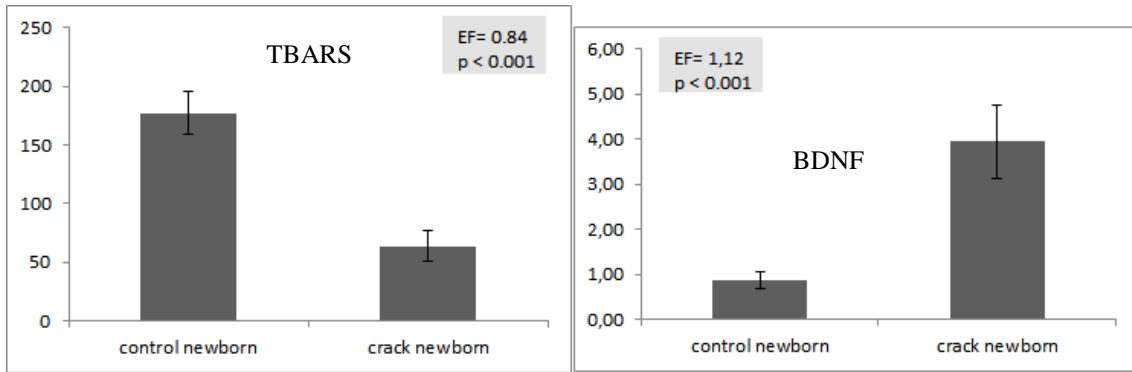 250
200
150
100
50
0
TBARS
EF= 0.84
p < 0.001
control newborn
crack newborn
6,00
5,00
4,00
3,00
2,00
1,00
0,00
EF= 1,12
p < 0.001
BDNF
control newborn
crack newborn